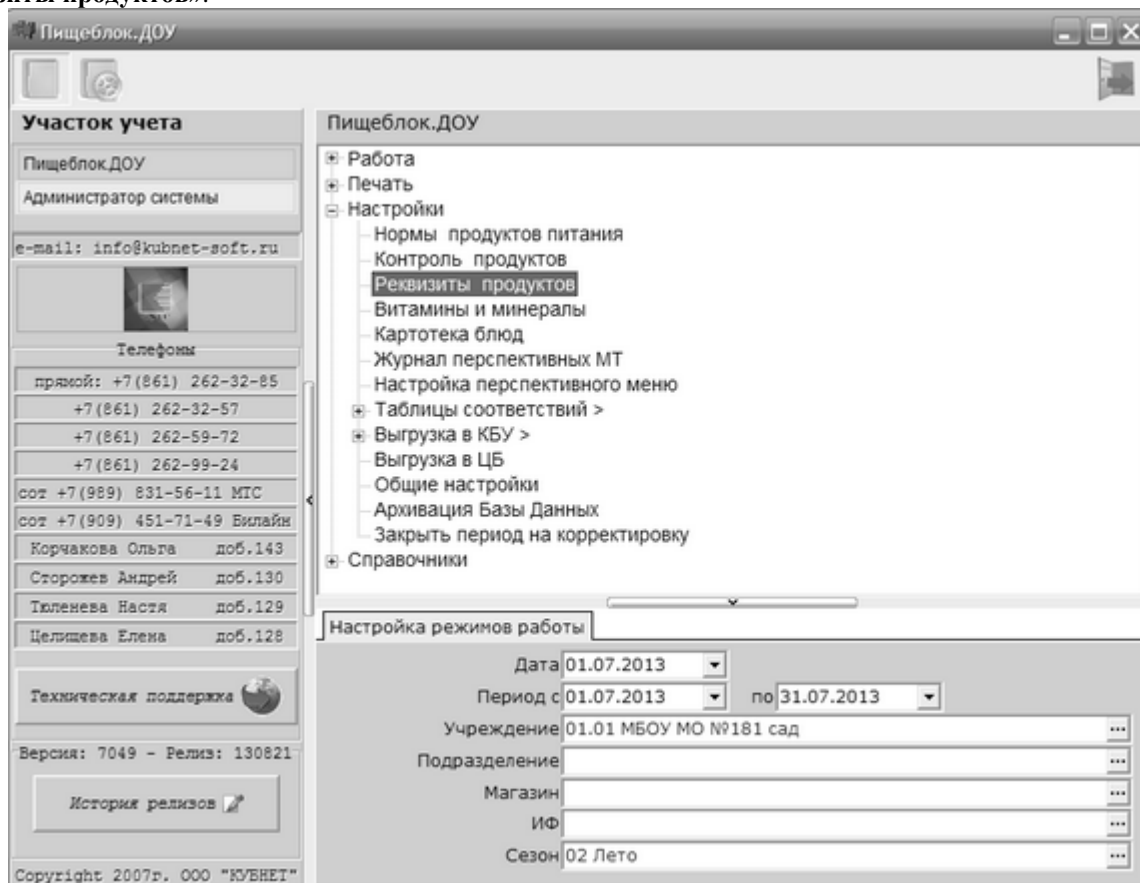 зиты продуктов».
Пищеблок.ДОУ
Участок учета
Пищеблок.ДОУ
Администратор системы
e-mail: info@kubnet-soft.ru
Телефоны
прямой: +7(861) 262-32-85
+7(861) 262-32-57
+7(861) 262-59-72
+7(861) 262-99-24
сот +7(989) 831-56-11 МТС
сот +7(909) 451-71-49 Билайн
Корчакова Ольга доб.143
Сторожев Андрей доб.130
Тюленева Настя доб.129
Целищева Елена доб.128
Техническая поддержка
Версия: 7049 - Релиз: 130821
История релизов
Copyright 2007г. ООО "КУБНЕТ"
Пищеблок.ДОУ
Работа
Печать
Настройки
Нормы продуктов питания
Контроль продуктов
Реквизиты продуктов
Витамины и минералы
Картотека блюд
Журнал перспективных МТ
Настройка перспективного меню
Таблицы соответствий >
Выгрузка в КБУ >
Выгрузка в ЦБ
Общие настройки
Архивация Базы Данных
Закрыть период на корректировку
Справочники
Настройка режимов работы
Дата 01.07.2013
Период с 01.07.2013 по 31.07.2013
Учреждение 01.01 МБОУ МО №181 сад ...
Подразделение ...
Магазин ...
ИФ ...
Сезон 02 Лето ...